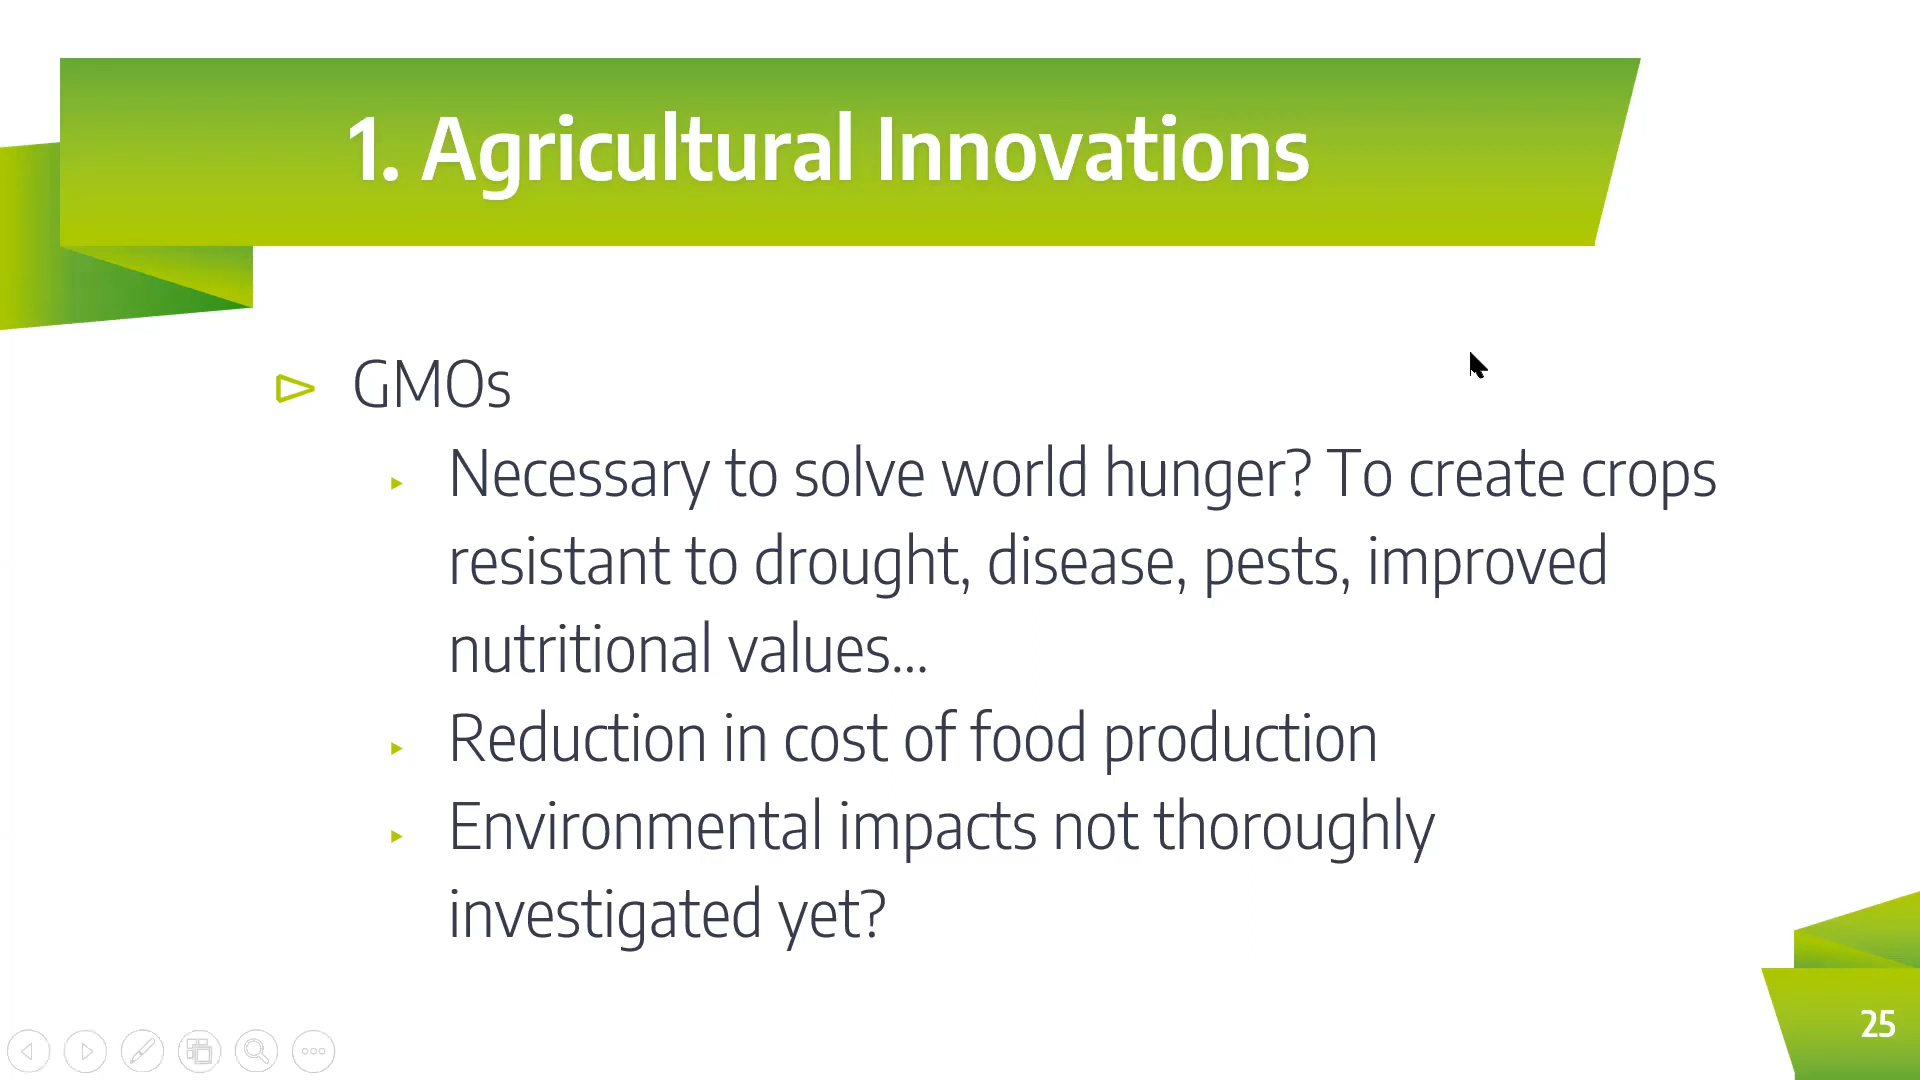 1. Agricultural Innovations
GMOs
Necessary to solve world hunger? To create crops
resistant to drought, disease, pests, improved
nutritional values...
Reduction in cost of food production
Environmental impacts not thoroughly
investigated yet?
25